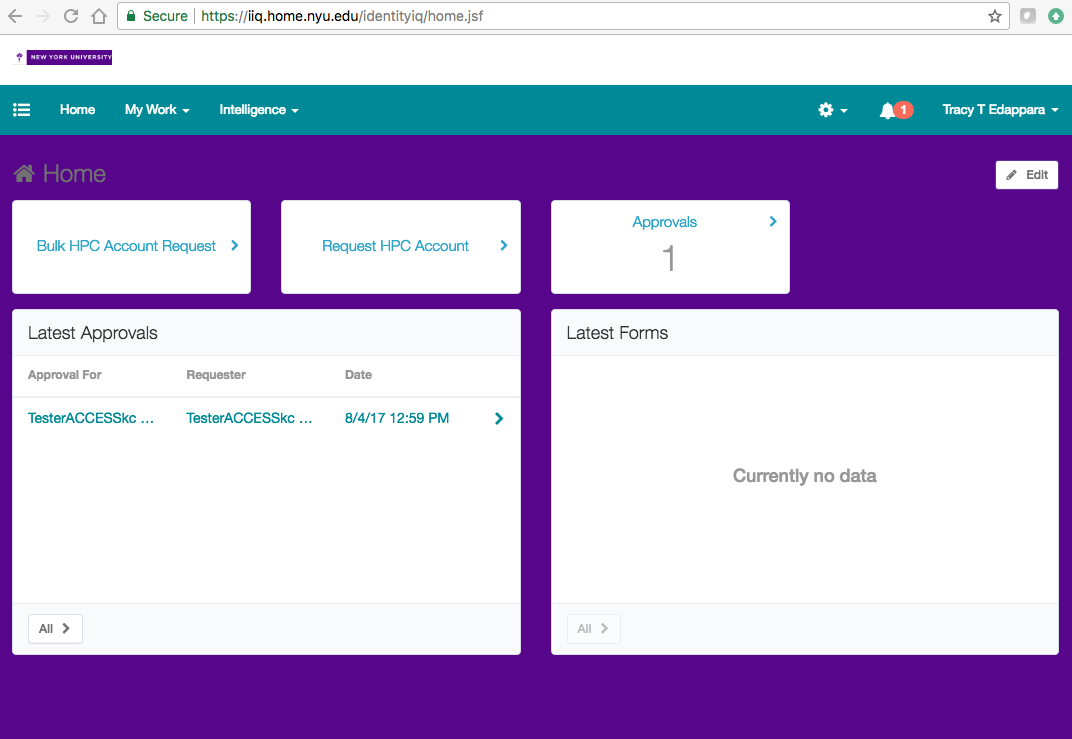 Secure https://iiq.home.nyu.edu/identityiq/home.jsf
NEW YORK UNIVERSITY
Home My Work Intelligence 1 Tracy T Edappara
Home Edit
Bulk HPC Account Request Request HPC Account Approvals
1
Latest Approvals Latest Forms
Approval For Requester Date
TesterACCESSkc ... TesterACCESSkc ... 8/4/17 12:59 PM
Currently no data
All All